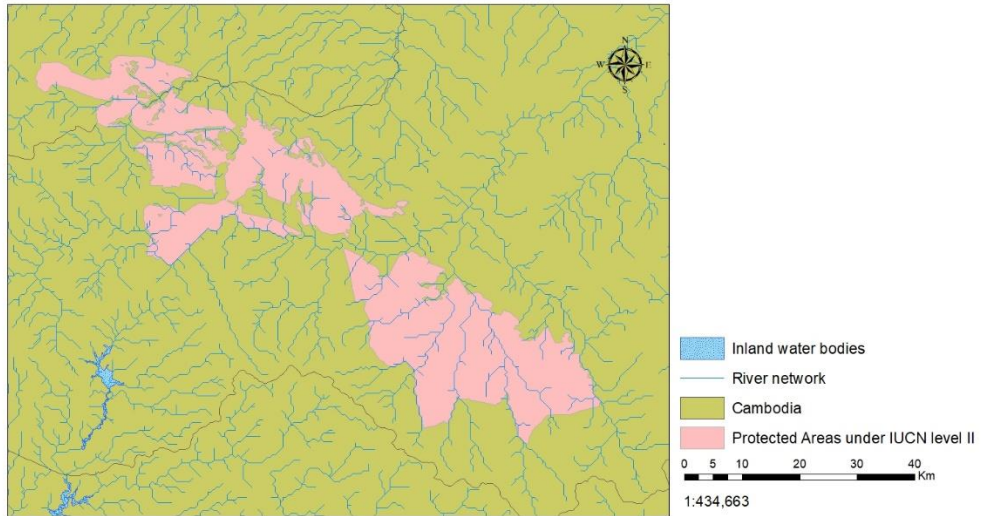 N
W E
S
Inland water bodies
River network
Cambodia
Protected Areas under IUCN level II
0 5 10 20 30 40
Km
1:434,663